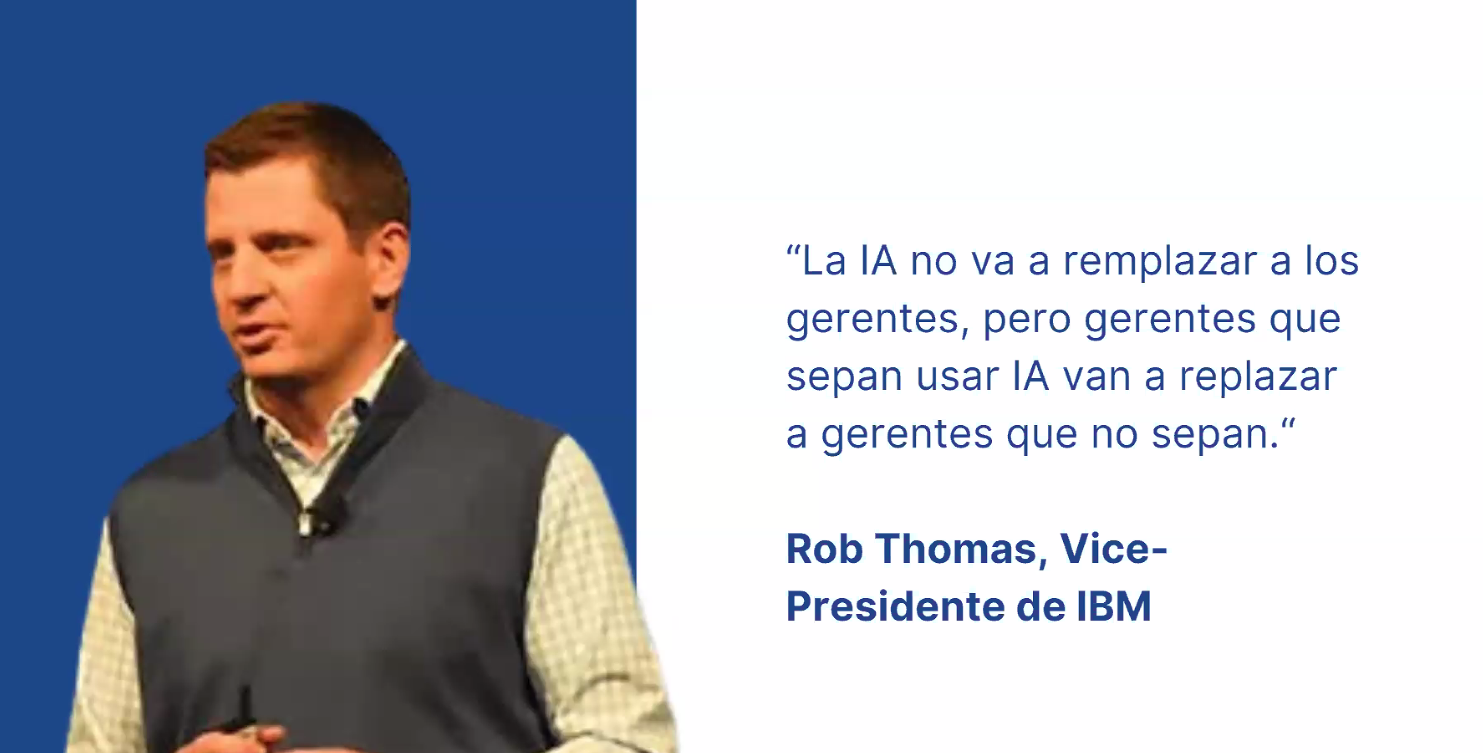 “La IA no va a remplazar a los
gerentes, pero gerentes que
sepan usar IA van a replazar
a gerentes que no sepan.“
Rob Thomas, Vice-
Presidente de IBM